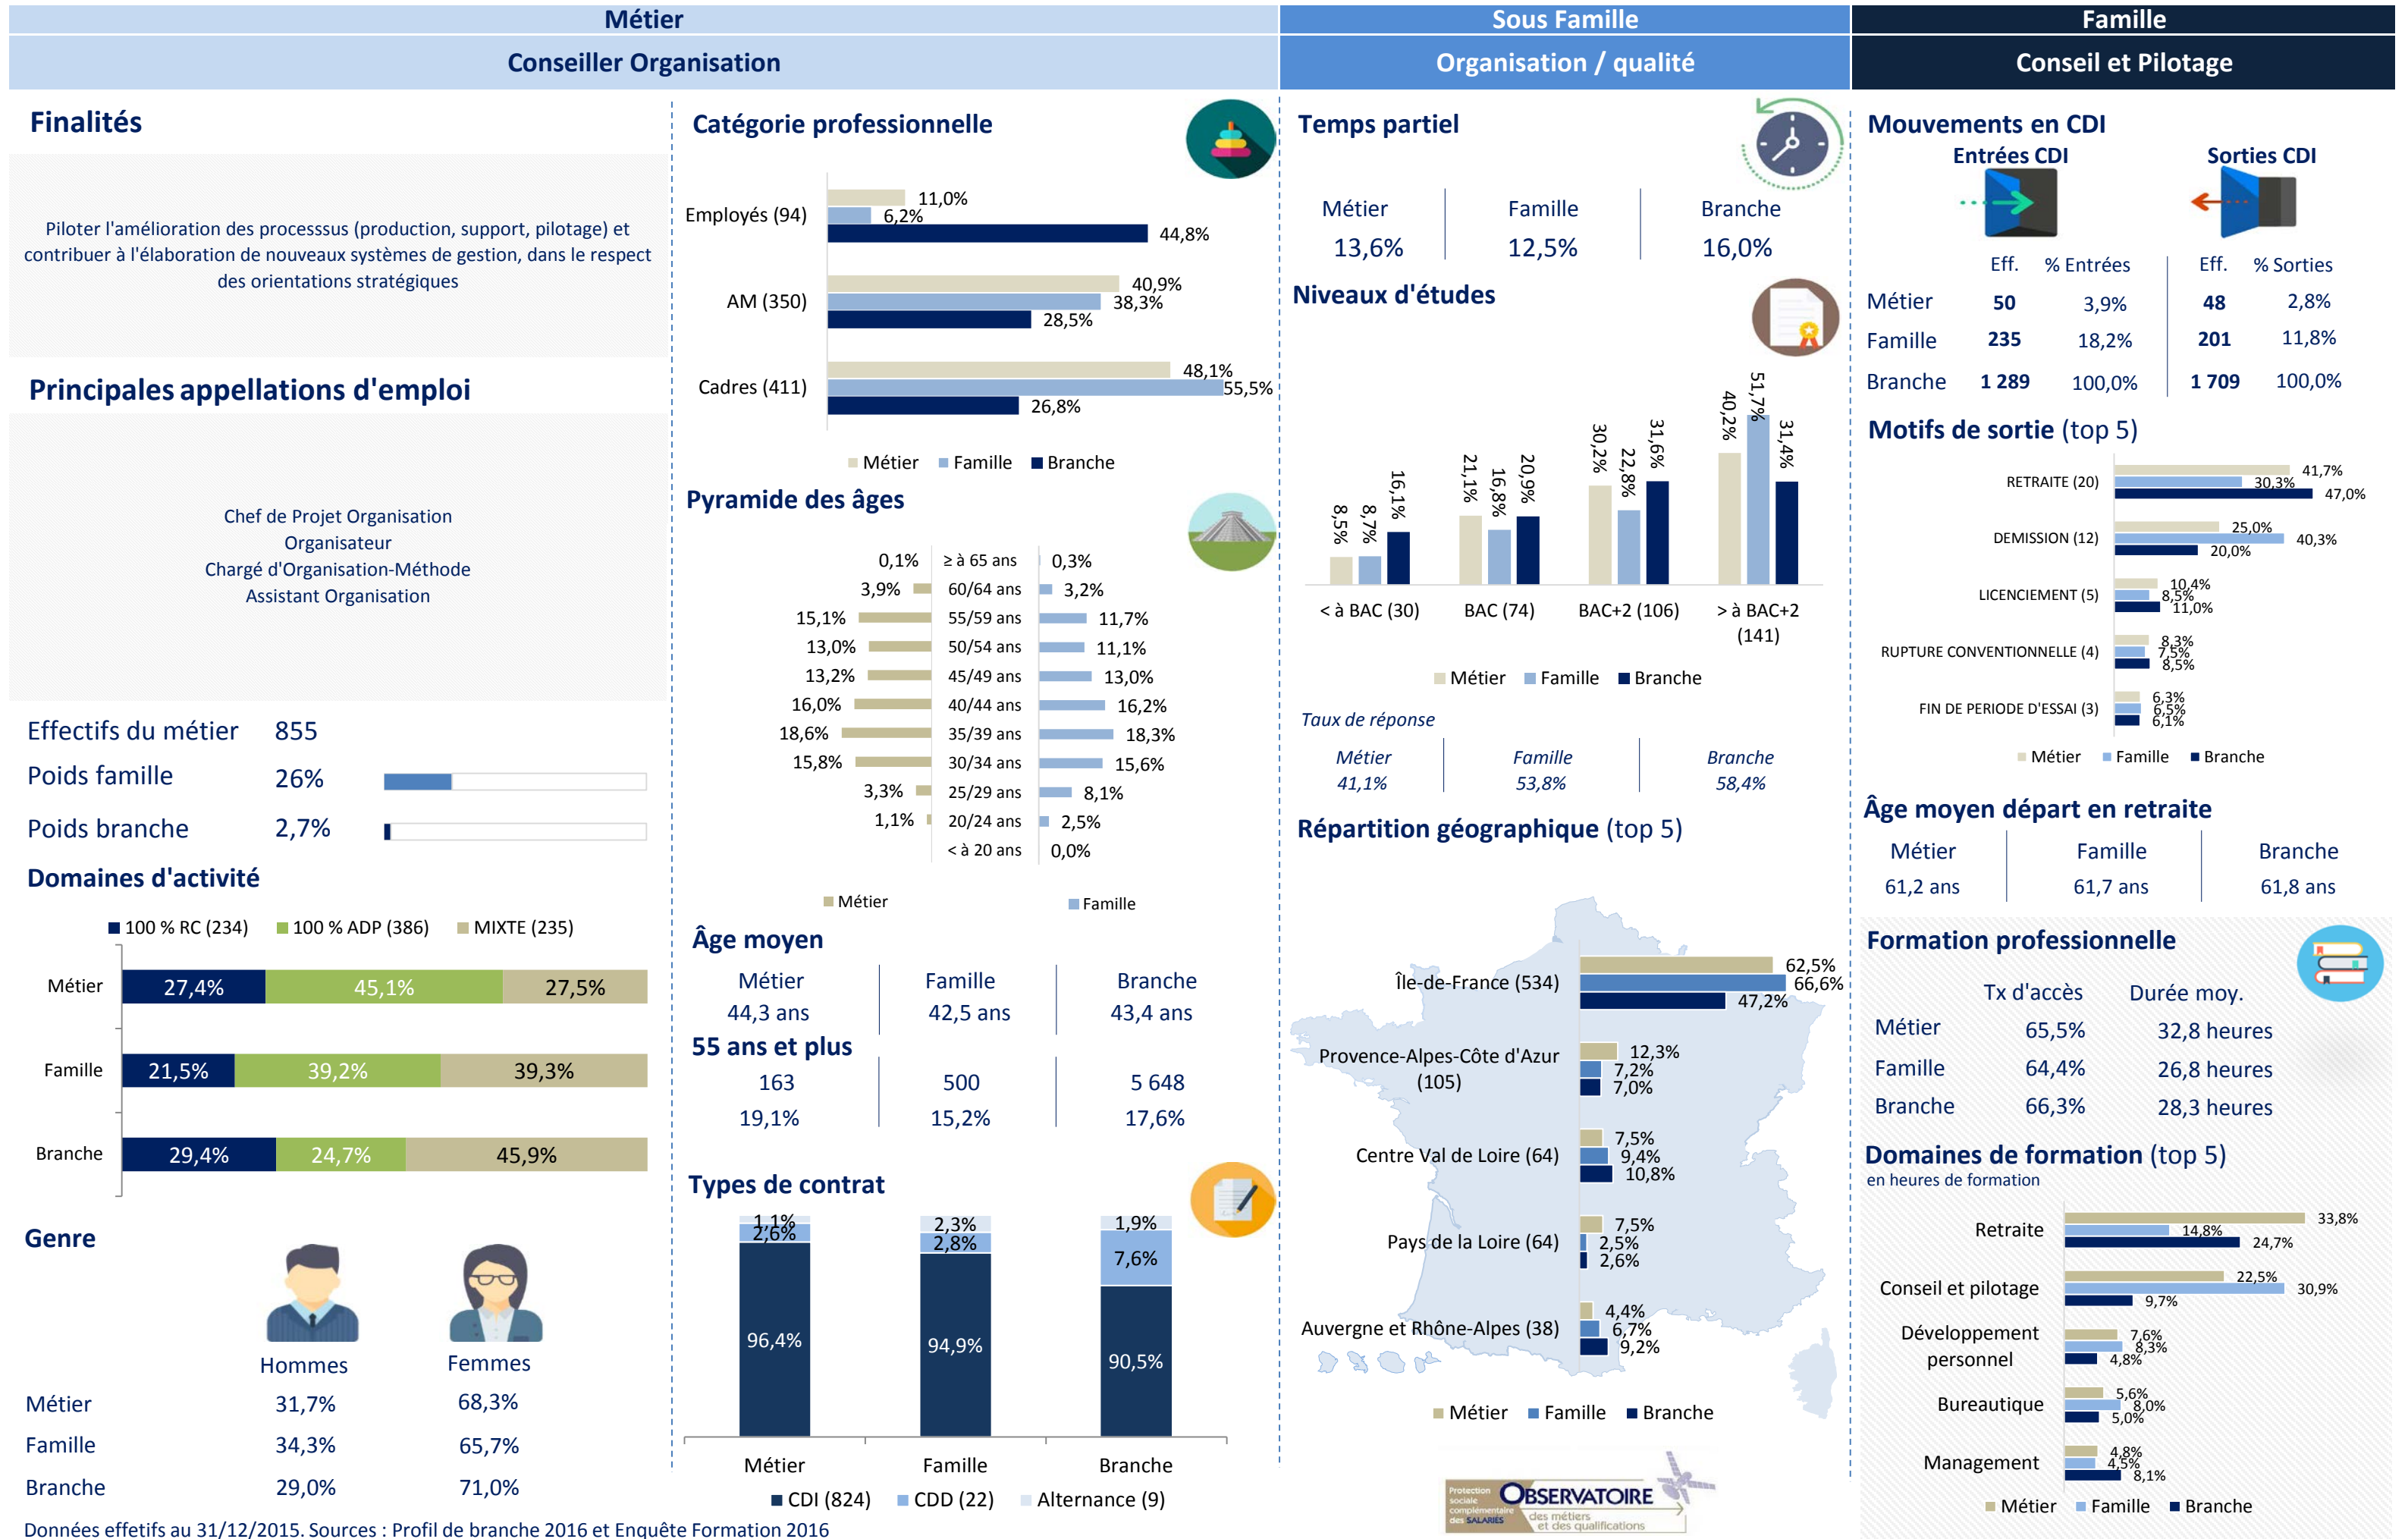 Métier
Sous Famille
Famille
Conseiller Organisation
Organisation / qualité
Conseil et Pilotage
Finalités
Piloter l'amélioration des processsus (production, support, pilotage) et
contribuer à l'élaboration de nouveaux systèmes de gestion, dans le respect
des orientations stratégiques
Principales appellations d'emploi
Chef de Projet Organisation
Organisateur
Chargé d'Organisation-Méthode
Assistant Organisation
Effectifs du métier 855
Poids famille 26%
Poids branche 2,7%
Domaines d'activité
100 % RC (234) 100 % ADP (386) MIXTE (235)
Métier 27,4% 45,1% 27,5%
Famille 21,5% 39,2% 39,3%
Branche 29,4% 24,7% 45,9%
Genre
Hommes Femmes
Métier 31,7% 68,3%
Famille 34,3% 65,7%
Branche 29,0% 71,0%
Catégorie professionnelle
Employés (94) 11,0% 6,2% 44,8%
AM (350) 40,9% 38,3% 28,5%
Cadres (411) 48,1% 55,5% 26,8%
Métier Famille Branche
Pyramide des âges
0,1% ≥ à 65 ans 0,3%
3,9% 60/64 ans 3,2%
15,1% 55/59 ans 11,7%
13,0% 50/54 ans 11,1%
13,2% 45/49 ans 13,0%
16,0% 40/44 ans 16,2%
18,6% 35/39 ans 18,3%
15,8% 30/34 ans 15,6%
3,3% 25/29 ans 8,1%
1,1% 20/24 ans 2,5%
< à 20 ans 0,0%
Métier Famille
Âge moyen
Métier Famille Branche
44,3 ans 42,5 ans 43,4 ans
55 ans et plus
163 500 5 648
19,1% 15,2% 17,6%
Types de contrat
1,1% 2,3% 1,9%
2,6% 2,8% 7,6%
96,4% 94,9% 90,5%
Métier Famille Branche
CDI (824) CDD (22) Alternance (9)
Temps partiel
Métier Famille Branche
13,6% 12,5% 16,0%
Niveaux d'études
8,5% 8,7% 16,1% 21,1% 16,8% 20,9% 30,2% 22,8% 31,6% 40,2% 51,7% 31,4%
< à BAC (30) BAC (74) BAC+2 (106) > à BAC+2
(141)
Métier Famille Branche
Taux de réponse
Métier Famille Branche
41,1% 53,8% 58,4%
Répartition géographique (top 5)
Île-de-France (534) 62,5% 66,6% 47,2%
Provence-Alpes-Côte d'Azur
(105) 12,3% 7,2% 7,0%
Centre Val de Loire (64) 7,5% 9,4% 10,8%
Pays de la Loire (64) 7,5% 2,5% 2,6%
Auvergne et Rhône-Alpes (38) 4,4% 6,7% 9,2%
Métier Famille Branche
Protection
sociale
complémentaire
des SALARIÉS
OBSERVATOIRE
des métiers
et des qualifications
Mouvements en CDI
Entrées CDI Sorties CDI
Eff. % Entrées Eff. % Sorties
Métier 50 3,9% 48 2,8%
Famille 235 18,2% 201 11,8%
Branche 1 289 100,0% 1 709 100,0%
Motifs de sortie (top 5)
RETRAITE (20) 41,7% 30,3% 47,0%
DEMISSION (12) 25,0% 40,3% 20,0%
LICENCIEMENT (5) 10,4% 8,5% 11,0%
RUPTURE CONVENTIONNELLE (4) 8,3% 7,5% 8,5%
FIN DE PERIODE D'ESSAI (3) 6,3% 6,5% 6,1%
Métier Famille Branche
Âge moyen départ en retraite
Métier Famille Branche
61,2 ans 61,7 ans 61,8 ans
Formation professionnelle
Tx d'accès Durée moy.
Métier 65,5% 32,8 heures
Famille 64,4% 26,8 heures
Branche 66,3% 28,3 heures
Domaines de formation (top 5)
en heures de formation
Retraite 33,8% 14,8% 24,7%
Conseil et pilotage 22,5% 30,9% 9,7%
Développement
personnel 7,6% 8,3% 4,8%
Bureautique 5,6% 8,0% 5,0%
Management 4,8% 4,5% 8,1%
Métier Famille Branche
Données effetifs au 31/12/2015. Sources : Profil de branche 2016 et Enquête Formation 2016